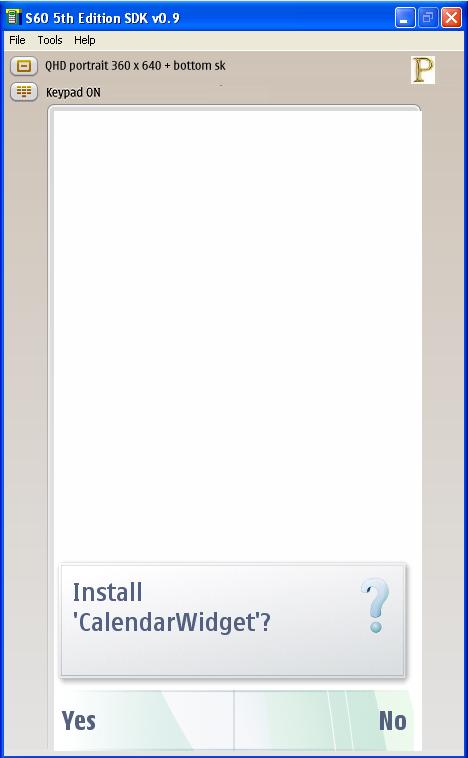 S60 5th Edition SDK v0.9
File Tools Help
QHD portrait 360 x 640 + bottom sk
P
Keypad ON
Install
'CalendarWidget'?
?
Yes No